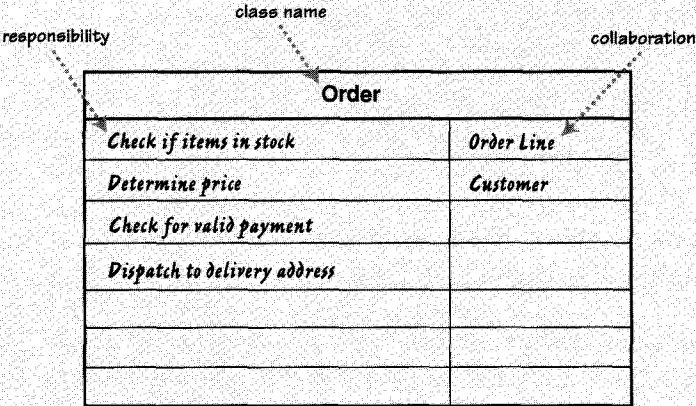 class name
responsibility
collaboration
Order
Check if items in stock
Order Line
Determine price
Customer
Check for valid payment
Dispatch to delivery address